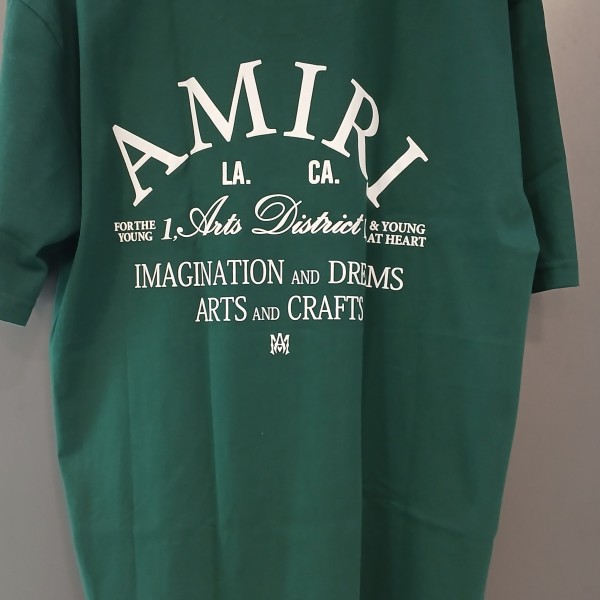 AMIRI
LA. CA.
FOR THE YOUNG 1, Arts District & YOUNG AT HEART
IMAGINATION AND DREAMS
ARTS AND CRAFTS